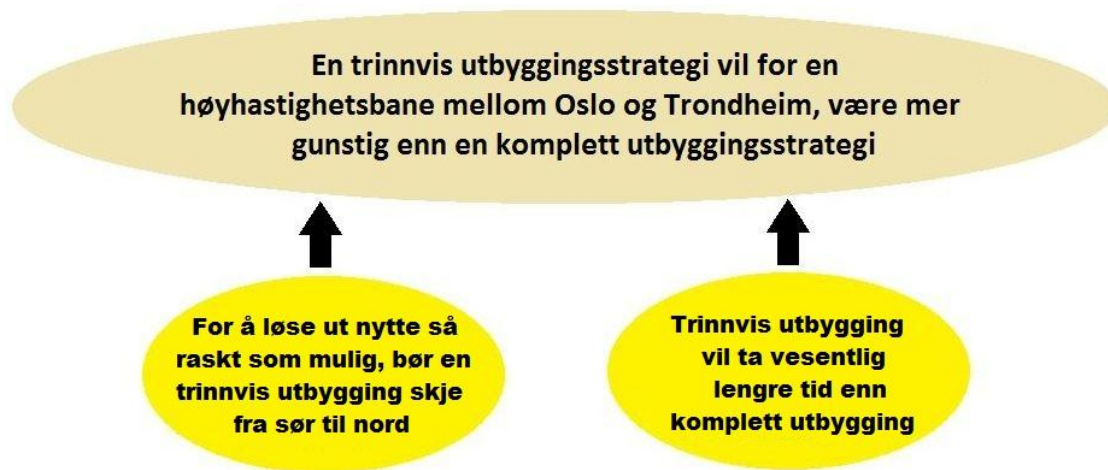 En trinnvis utbyggingsstrategi vil for en
høyhastighetsbane mellom Oslo og Trondheim, være mer
gunstig enn en komplett utbyggingsstrategi
For å løse ut nytte så
raskt som mulig, bør en
trinnvis utbygging skje
fra sør til nord
Trinnvis utbygging
vil ta vesentlig
lengre tid enn
komplett utbygging